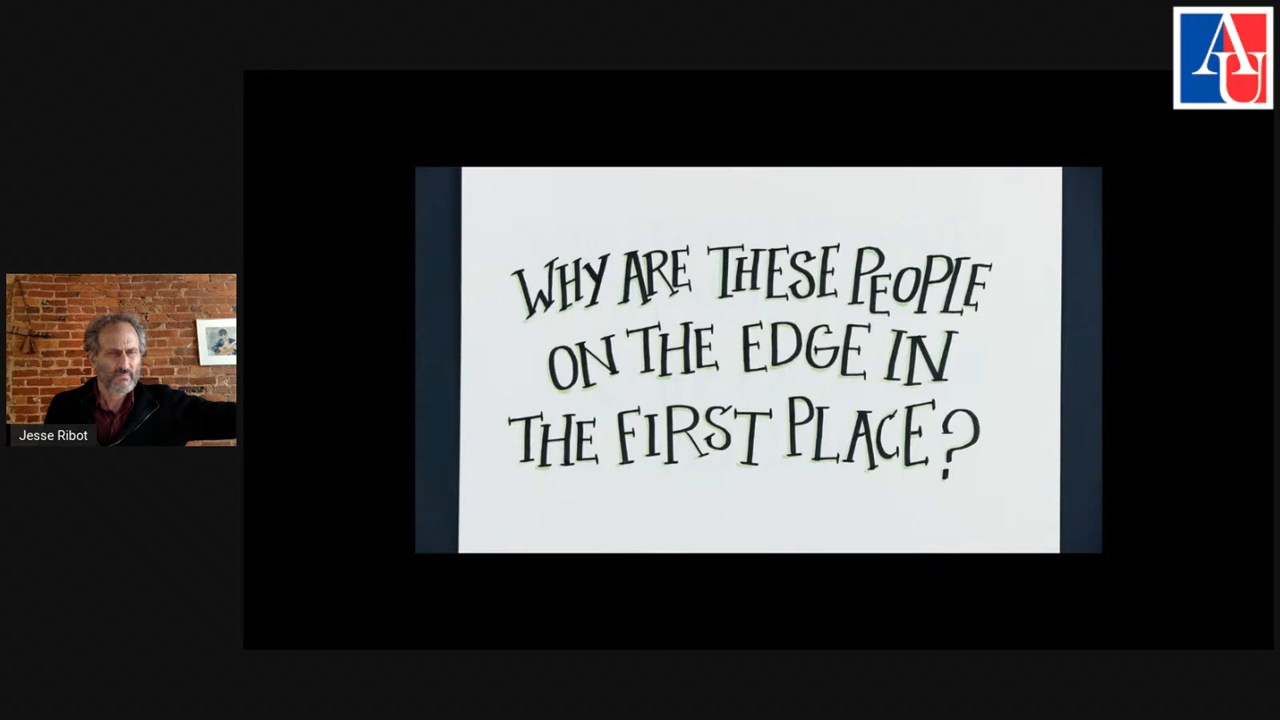 AU
WHY ARE THESE PEOPLE
ON THE EDGE IN
THE FIRST PLACE?
Jesse Ribot